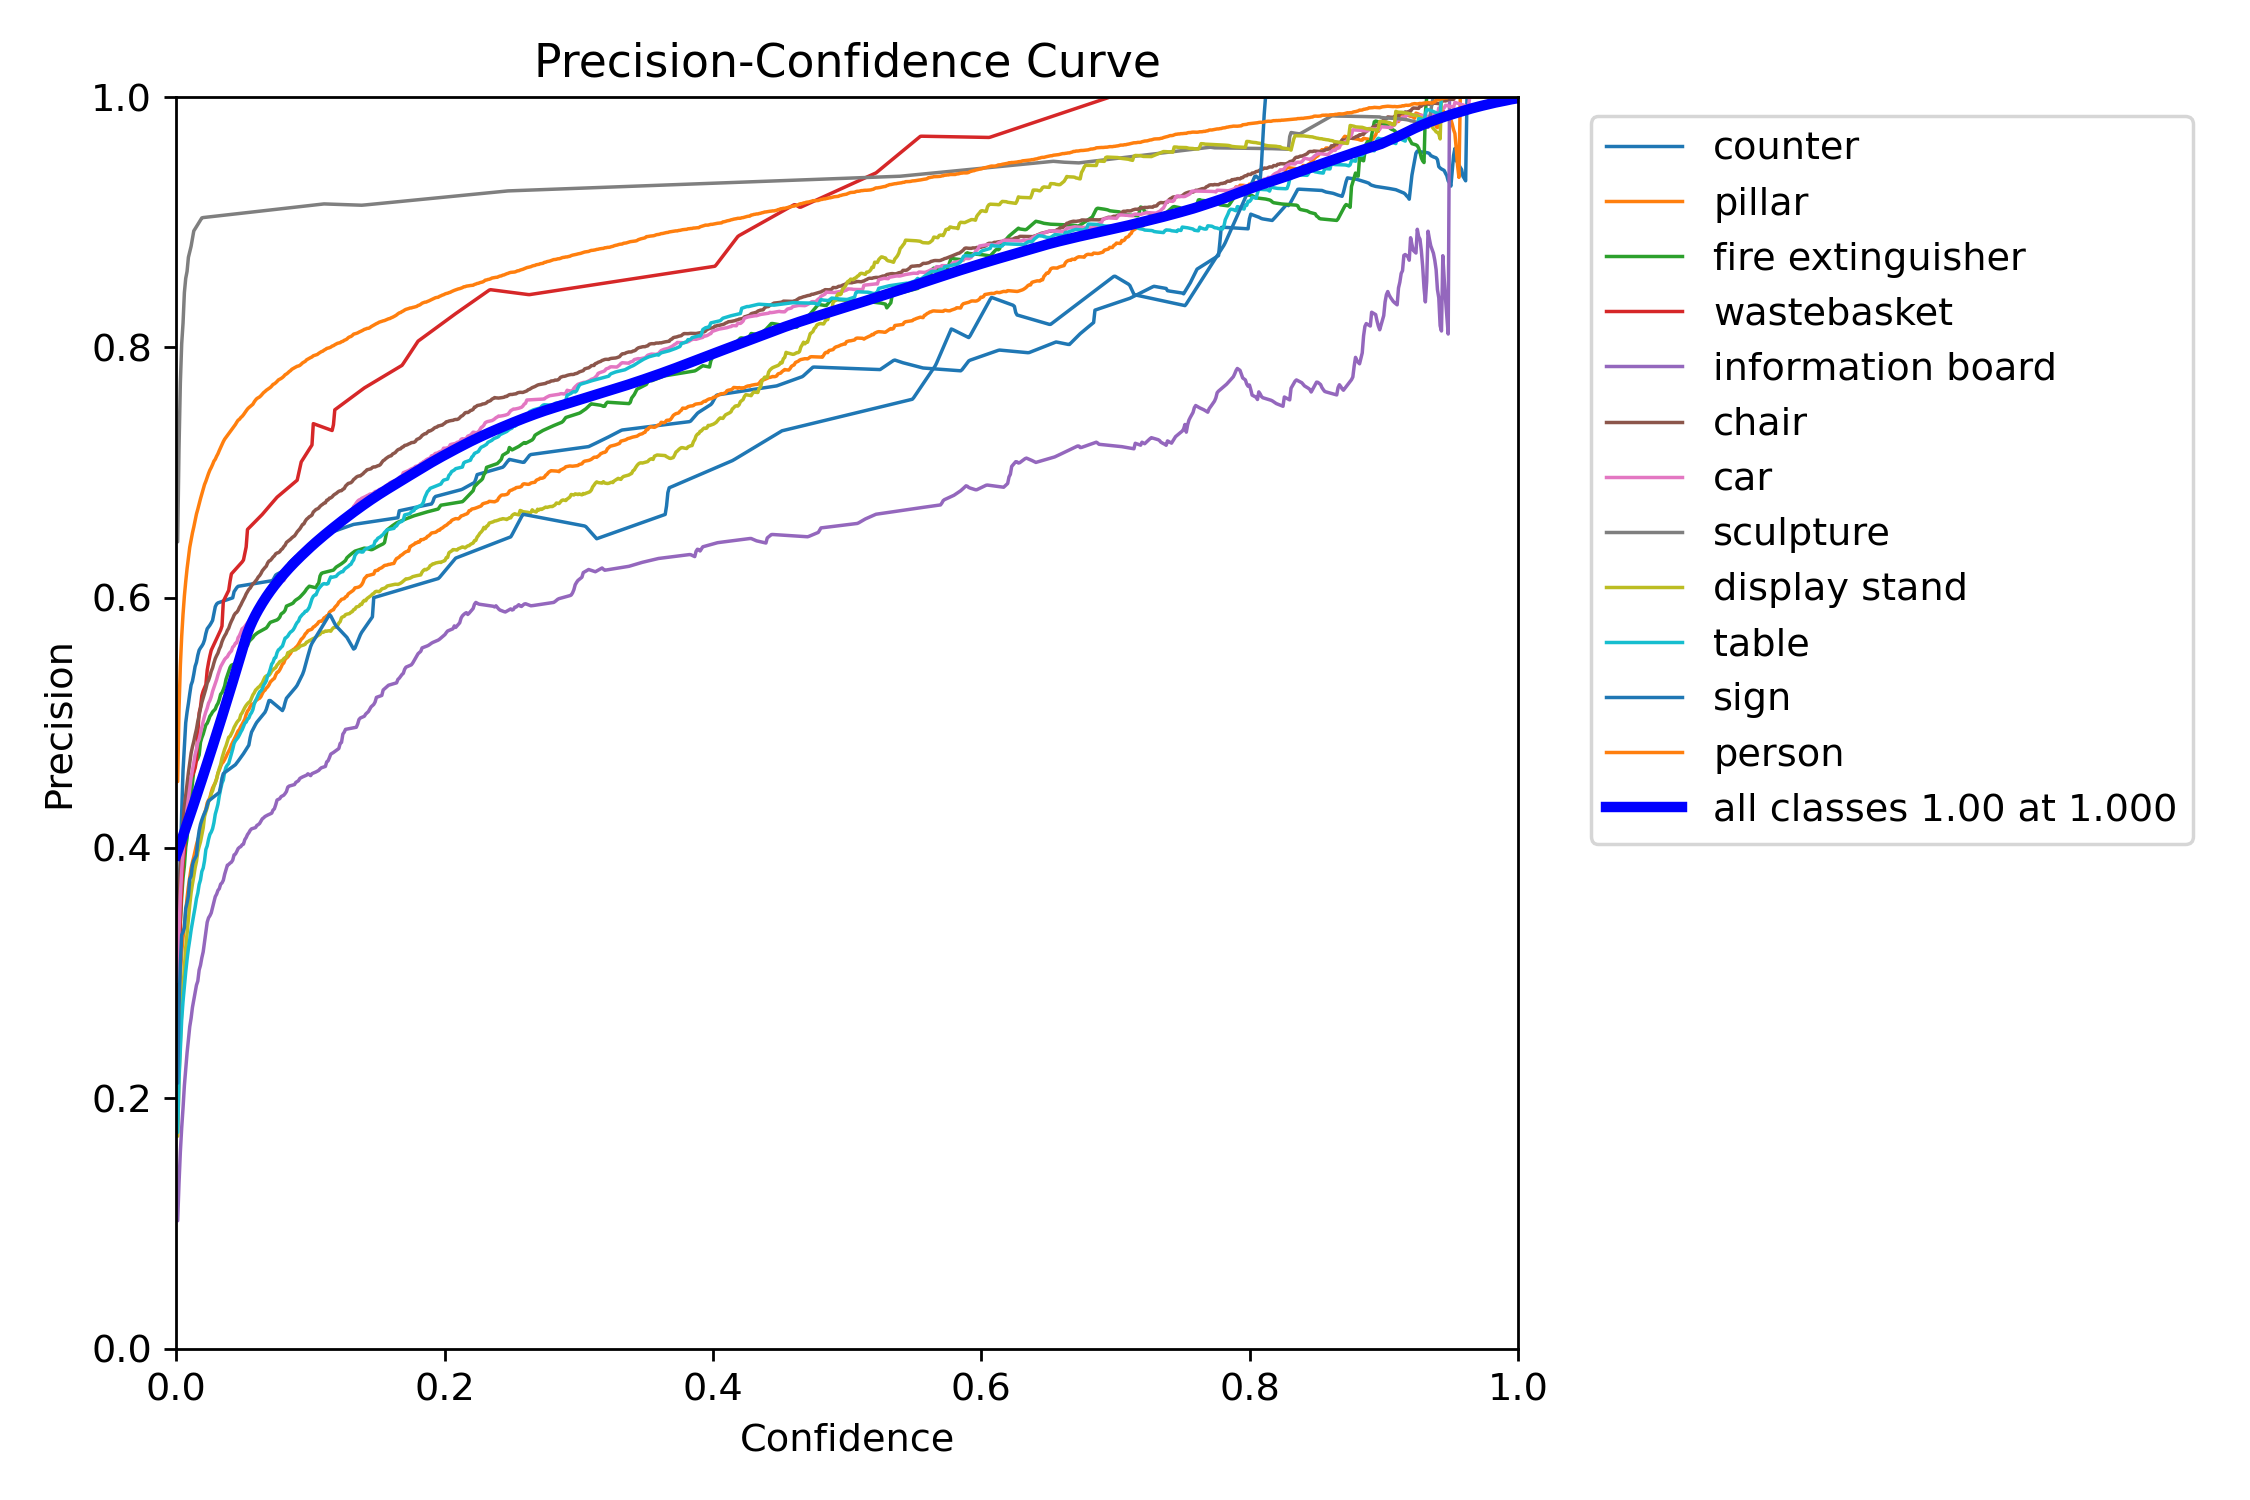 Precision-Confidence Curve
1.0
0.8
0.6
0.4
0.2
0.0
Precision
0.0 0.2 0.4 0.6 0.8 1.0
Confidence
counter
pillar
fire extinguisher
wastebasket
information board
chair
car
sculpture
display stand
table
sign
person
all classes 1.00 at 1.000